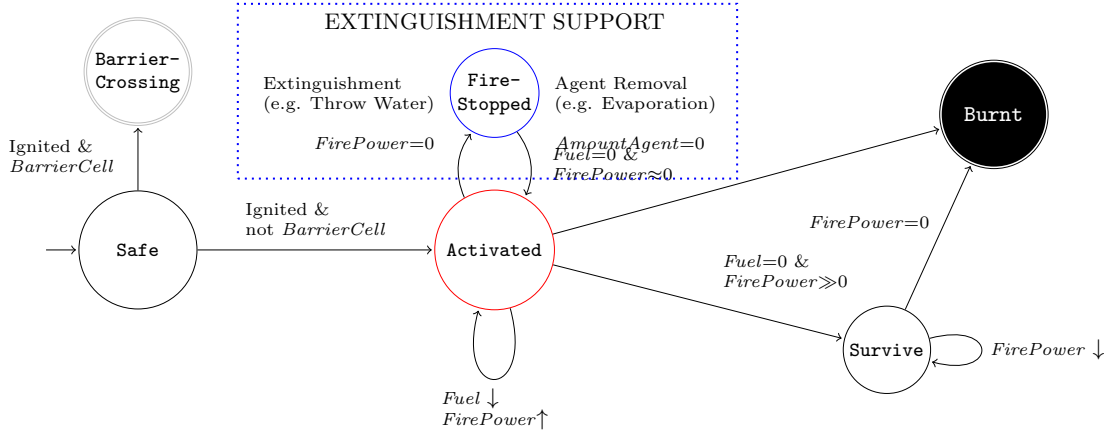 EXTINGUISHMENT SUPPORT
Barrier-
Crossing
Extinguishment
(e.g. Throw Water)
FirePower=0
Fire-
Stopped
Agent Removal
(e.g. Evaporation)
AmountAgent=0
Fuel=0 &
FirePower≈0
Burnt
Ignited &
BarrierCell
Safe
Ignited &
not BarrierCell
Activated
FirePower=0
Fuel=0 &
FirePower≫0
Survive
FirePower ↓
Fuel ↓
FirePower↑